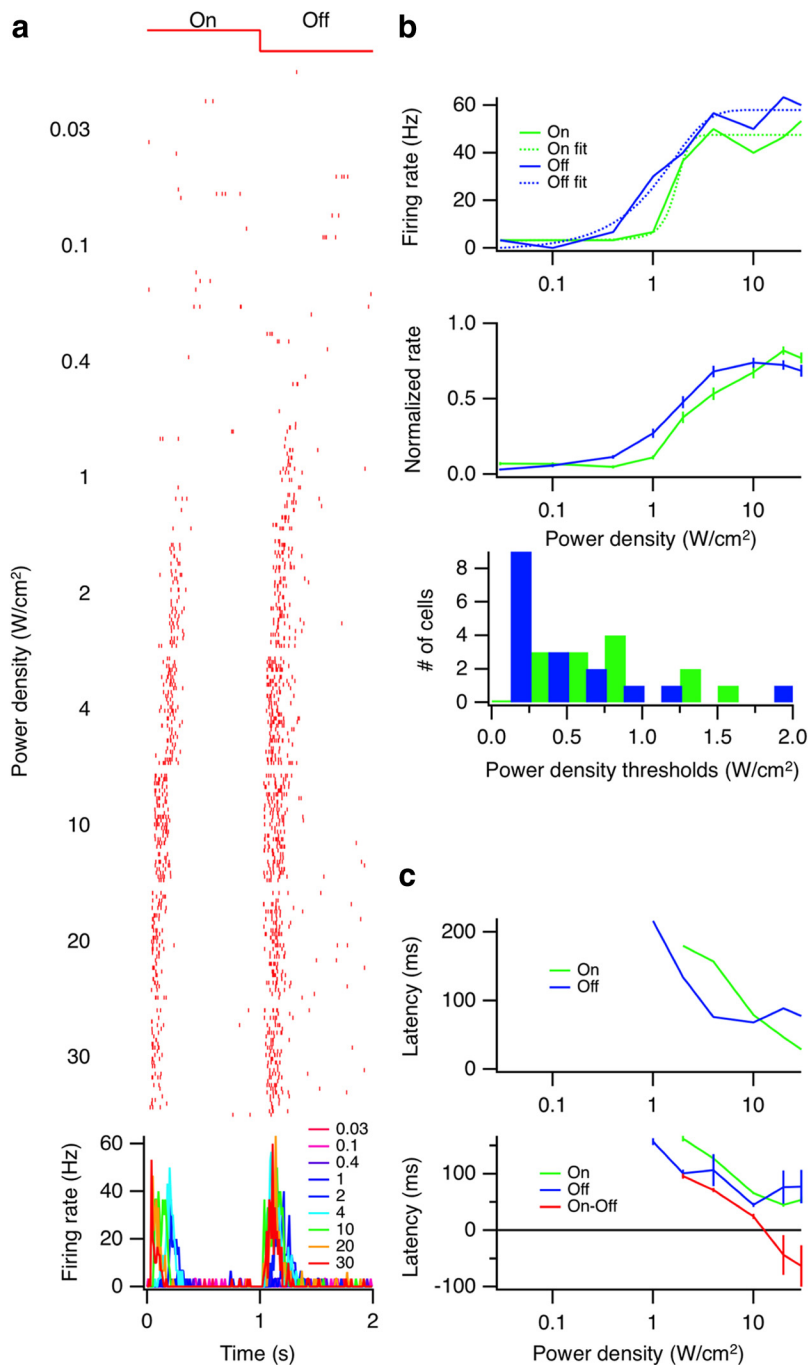 a
On Off
0.03
0.1
0.4
1
2
4
10
20
30
Power density (W/cm²)
0.03
0.1
0.4
1
2
4
10
20
30
60
40
20
0
Firing rate (Hz)
0 1 2
Time (s)
b
60
40
20
0
Firing rate (Hz)
On
On fit
Off
Off fit
0.1 1 10
1.0
0.5
0.0
Normalized rate
0.1 1 10
Power density (W/cm²)
8
6
4
2
0
# of cells
0.0 0.5 1.0 1.5 2.0
Power density thresholds (W/cm²)
c
200
100
0
Latency (ms)
On
Off
0.1 1 10
100
0
-100
Latency (ms)
On
Off
On-Off
0.1 1 10
Power density (W/cm²)